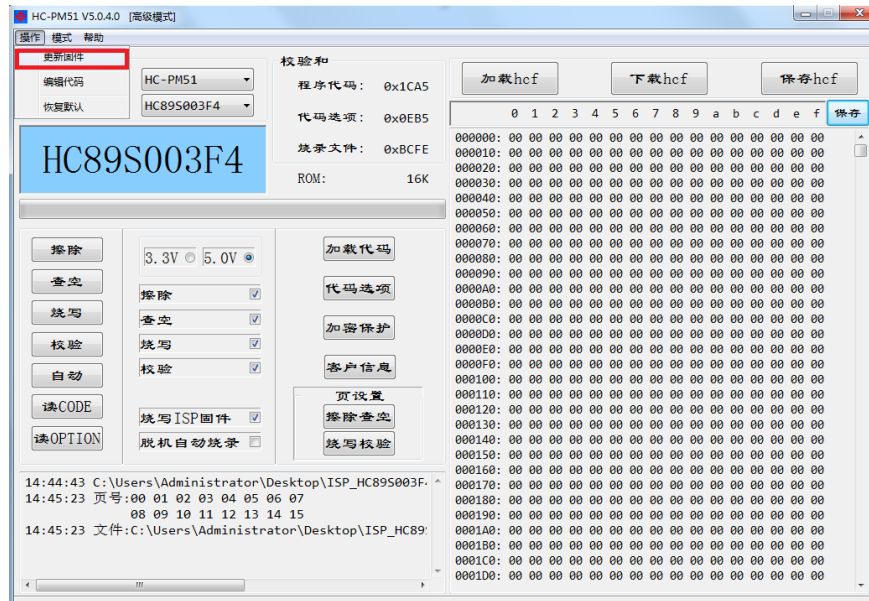 HC-PM51 V5.0.4.0 [高级模式]
操作 模式 帮助
更新固件
编辑代码
恢复默认
HC-PM51
HC89S003F4
HC89S003F4
校验和
程序代码: 0x1CA5
代码选项: 0x0EB5
烧录文件: 0xBCFE
ROM: 16K
擦除
查空
烧写
校验
自动
读CODE
读OPTION
3.3V 5.0V
擦除
查空
烧写
校验
烧写ISP固件
脱机自动烧录
加载代码
代码选项
加密保护
客户信息
页设置
擦除查空
烧写校验
14:44:43 C:\Users\Administrator\Desktop\ISP_HC89S003F
14:45:23 页号:00 01 02 03 04 05 06 07
08 09 10 11 12 13 14 15
14:45:23 文件:C:\Users\Administrator\Desktop\ISP_HC89
加载hcf 下载hcf 保存hcf
0 1 2 3 4 5 6 7 8 9 a b c d e f 保存
000000: 00 00 00 00 00 00 00 00 00 00 00 00 00 00 00 00
000010: 00 00 00 00 00 00 00 00 00 00 00 00 00 00 00 00
000020: 00 00 00 00 00 00 00 00 00 00 00 00 00 00 00 00
000030: 00 00 00 00 00 00 00 00 00 00 00 00 00 00 00 00
000040: 00 00 00 00 00 00 00 00 00 00 00 00 00 00 00 00
000050: 00 00 00 00 00 00 00 00 00 00 00 00 00 00 00 00
000060: 00 00 00 00 00 00 00 00 00 00 00 00 00 00 00 00
000070: 00 00 00 00 00 00 00 00 00 00 00 00 00 00 00 00
000080: 00 00 00 00 00 00 00 00 00 00 00 00 00 00 00 00
000090: 00 00 00 00 00 00 00 00 00 00 00 00 00 00 00 00
0000A0: 00 00 00 00 00 00 00 00 00 00 00 00 00 00 00 00
0000B0: 00 00 00 00 00 00 00 00 00 00 00 00 00 00 00 00
0000C0: 00 00 00 00 00 00 00 00 00 00 00 00 00 00 00 00
0000D0: 00 00 00 00 00 00 00 00 00 00 00 00 00 00 00 00
0000E0: 00 00 00 00 00 00 00 00 00 00 00 00 00 00 00 00
0000F0: 00 00 00 00 00 00 00 00 00 00 00 00 00 00 00 00
000100: 00 00 00 00 00 00 00 00 00 00 00 00 00 00 00 00
000110: 00 00 00 00 00 00 00 00 00 00 00 00 00 00 00 00
000120: 00 00 00 00 00 00 00 00 00 00 00 00 00 00 00 00
000130: 00 00 00 00 00 00 00 00 00 00 00 00 00 00 00 00
000140: 00 00 00 00 00 00 00 00 00 00 00 00 00 00 00 00
000150: 00 00 00 00 00 00 00 00 00 00 00 00 00 00 00 00
000160: 00 00 00 00 00 00 00 00 00 00 00 00 00 00 00 00
000170: 00 00 00 00 00 00 00 00 00 00 00 00 00 00 00 00
000180: 00 00 00 00 00 00 00 00 00 00 00 00 00 00 00 00
000190: 00 00 00 00 00 00 00 00 00 00 00 00 00 00 00 00
0001A0: 00 00 00 00 00 00 00 00 00 00 00 00 00 00 00 00
0001B0: 00 00 00 00 00 00 00 00 00 00 00 00 00 00 00 00
0001C0: 00 00 00 00 00 00 00 00 00 00 00 00 00 00 00 00
0001D0: 00 00 00 00 00 00 00 00 00 00 00 00 00 00 00 00